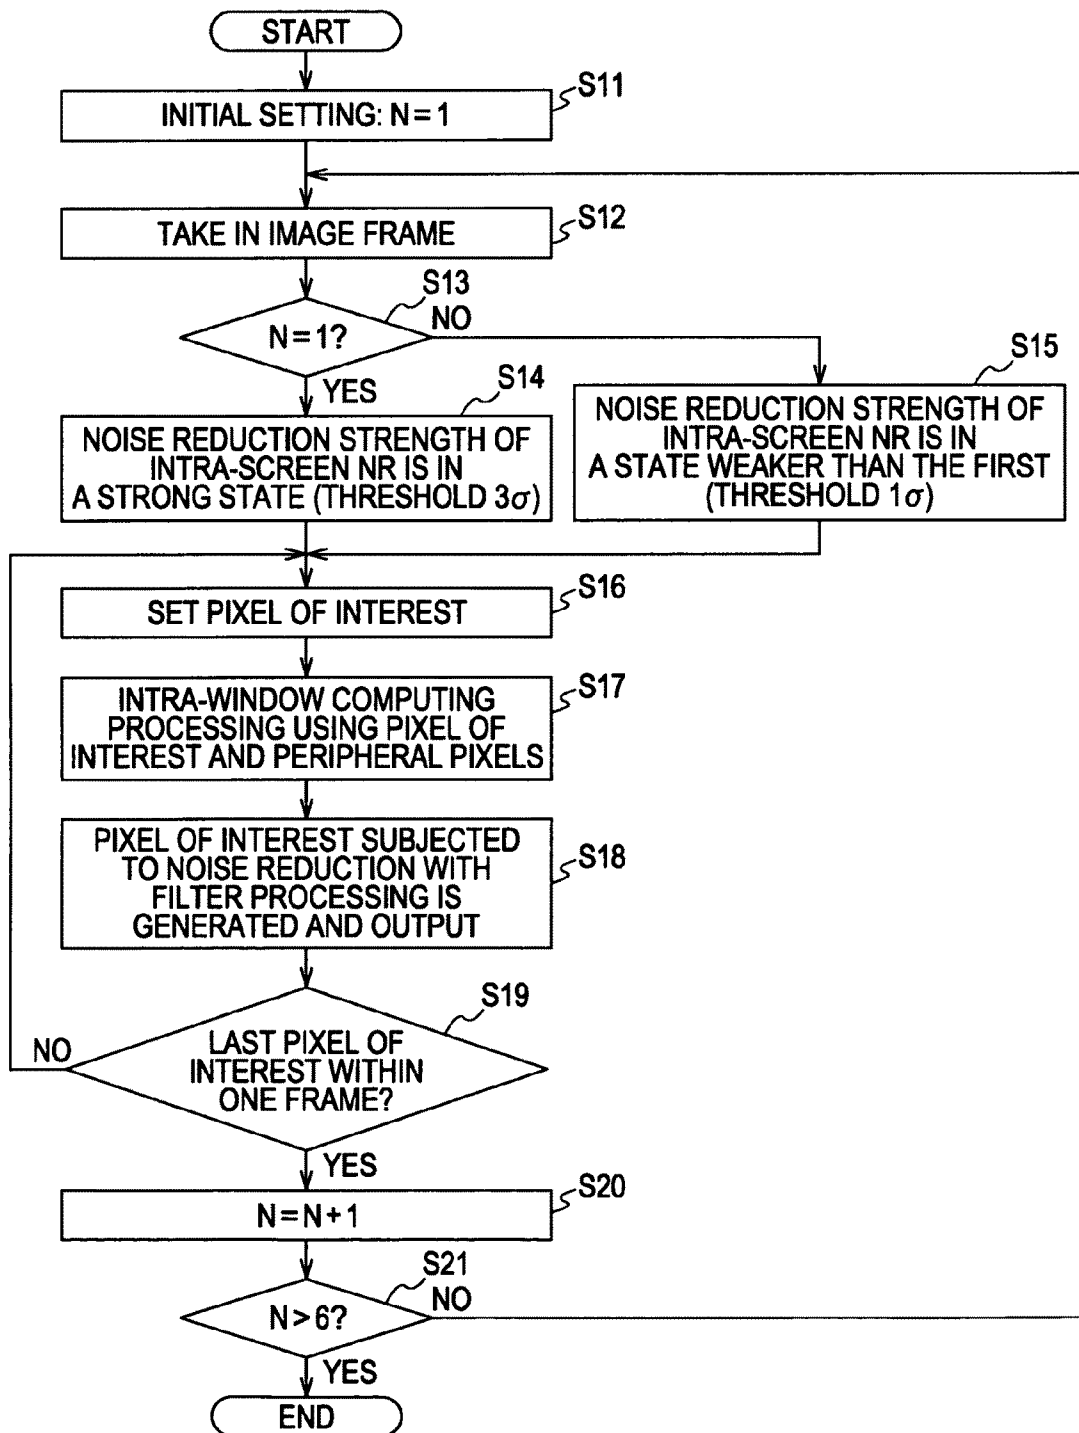 START
S11
INITIAL SETTING: N=1
S12
TAKE IN IMAGE FRAME
S13
N=1?
NO
YES
S14
NOISE REDUCTION STRENGTH OF
INTRA-SCREEN NR IS IN
A STRONG STATE (THRESHOLD 3σ)
S15
NOISE REDUCTION STRENGTH OF
INTRA-SCREEN NR IS IN
A STATE WEAKER THAN THE FIRST
(THRESHOLD 1σ)
S16
SET PIXEL OF INTEREST
S17
INTRA-WINDOW COMPUTING
PROCESSING USING PIXEL OF
INTEREST AND PERIPHERAL PIXELS
S18
PIXEL OF INTEREST SUBJECTED
TO NOISE REDUCTION WITH
FILTER PROCESSING IS
GENERATED AND OUTPUT
S19
LAST PIXEL OF
INTEREST WITHIN
ONE FRAME?
NO
YES
S20
N=N+1
S21
N>6?
NO
YES
END